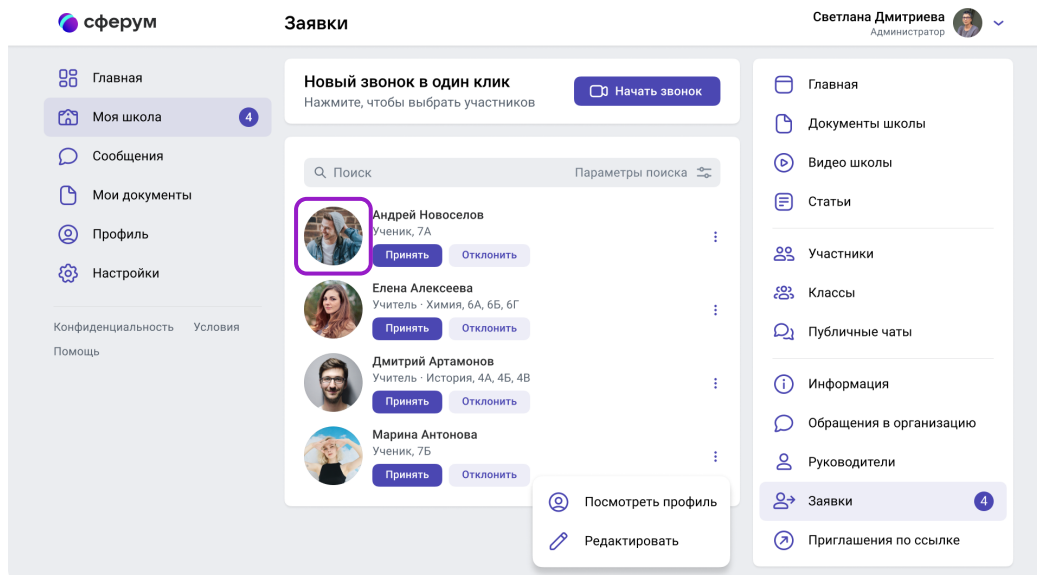 сферум
Заявки
Светлана Дмитриева
Администратор
Главная
Моя школа
4
Сообщения
Мои документы
Профиль
Настройки
Конфиденциальность Условия
Помощь
Новый звонок в один клик
Нажмите, чтобы выбрать участников
Начать звонок
Поиск
Параметры поиска
Андрей Новоселов
Ученик, 7А
Принять Отклонить
Елена Алексеева
Учитель · Химия, 6А, 6Б, 6Г
Принять Отклонить
Дмитрий Артамонов
Учитель · История, 4А, 4Б, 4В
Принять Отклонить
Марина Антонова
Ученик, 7Б
Принять Отклонить
Посмотреть профиль
Редактировать
Главная
Документы школы
Видео школы
Статьи
Участники
Классы
Публичные чаты
Информация
Обращения в организацию
Руководители
Заявки
4
Приглашения по ссылке